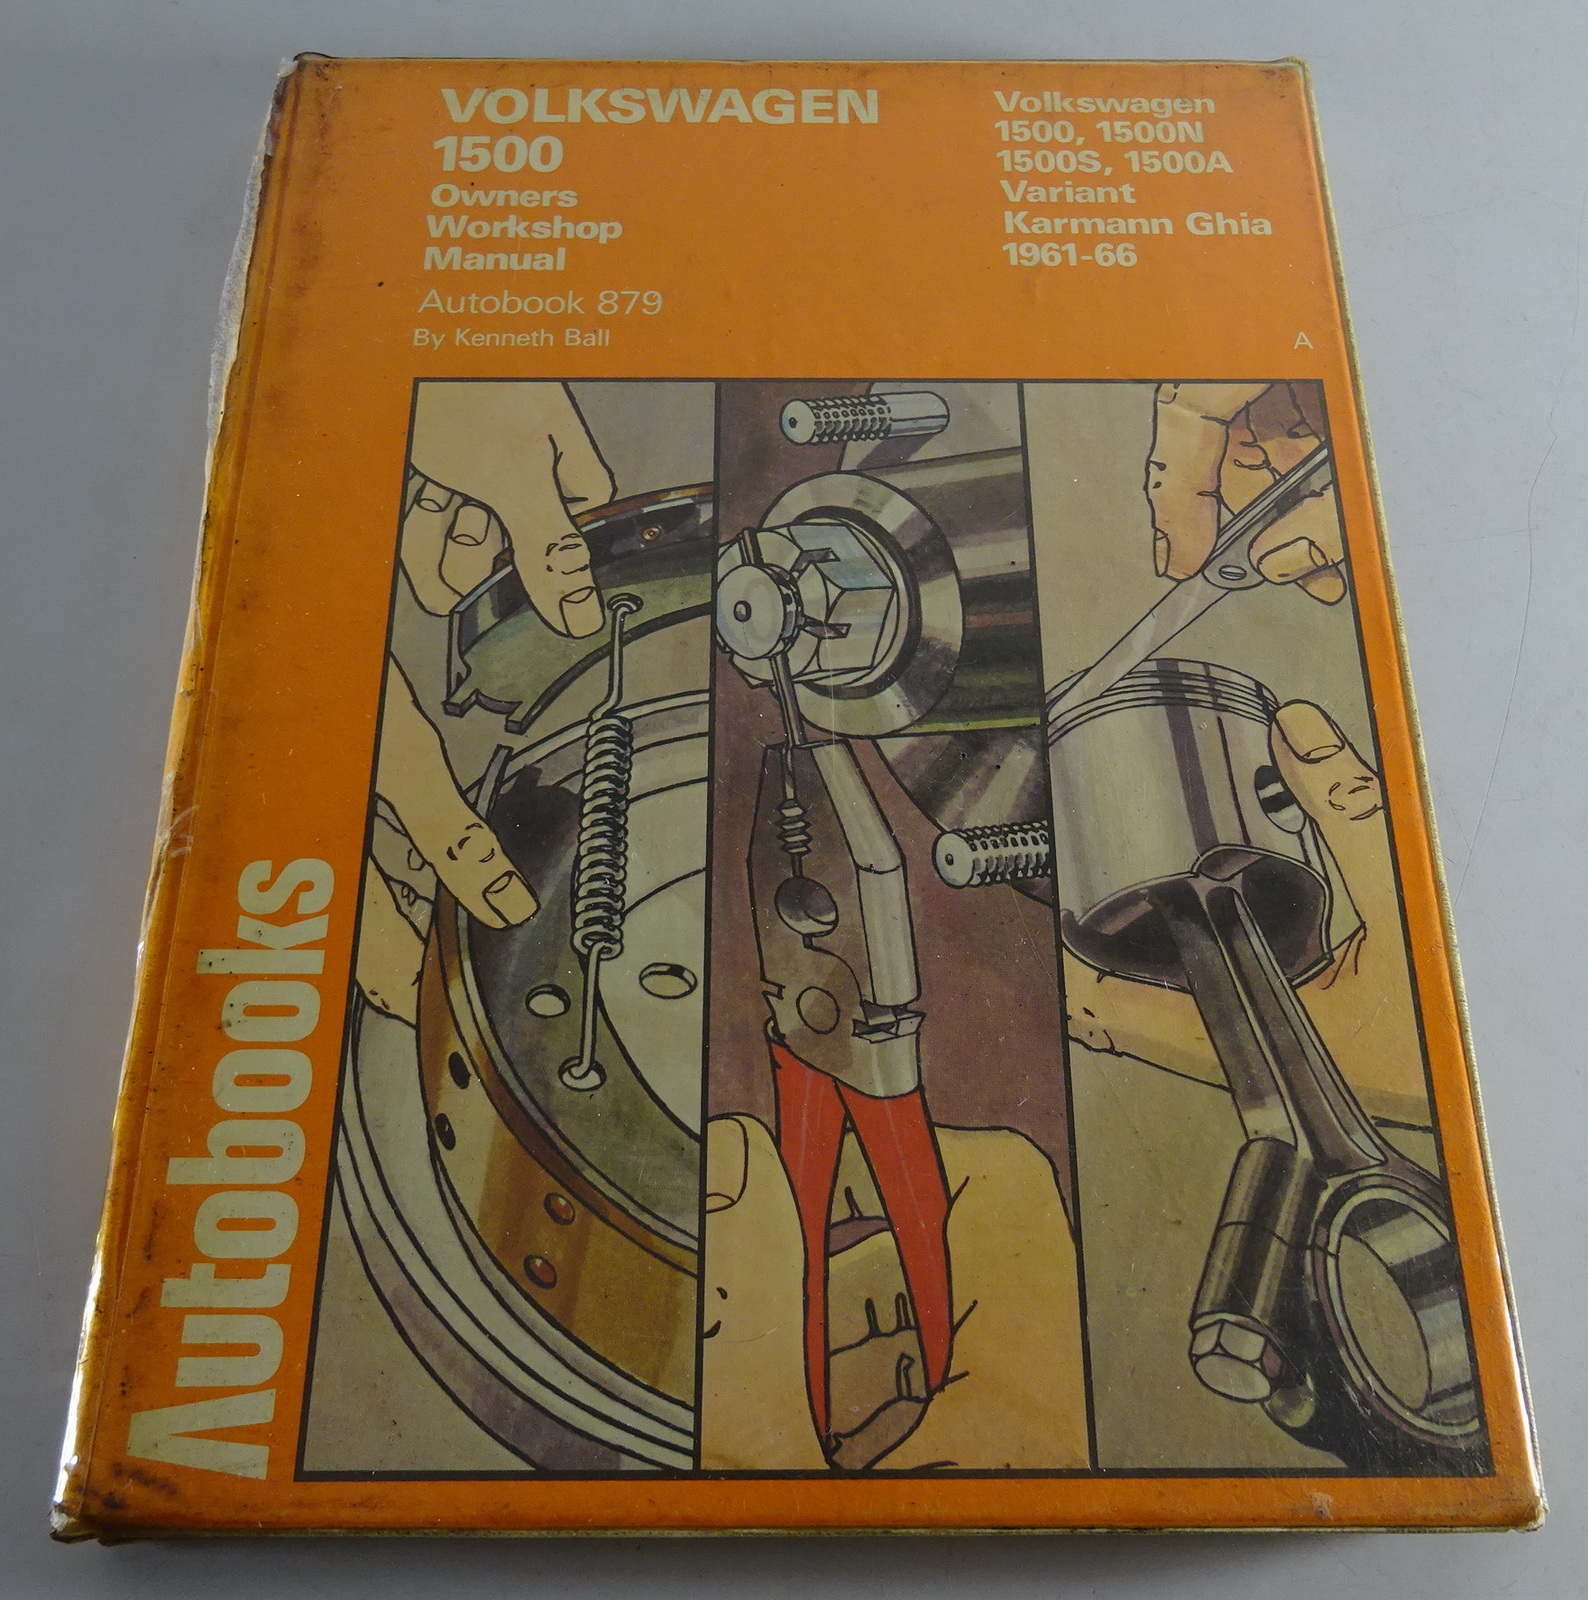 VOLKSWAGEN
1500
Owners
Workshop
Manual
Autobook 879
By Kenneth Ball
Volkswagen
1500, 1500N
1500S, 1500A
Variant
Karmann Ghia
1961-66
A
Autobooks